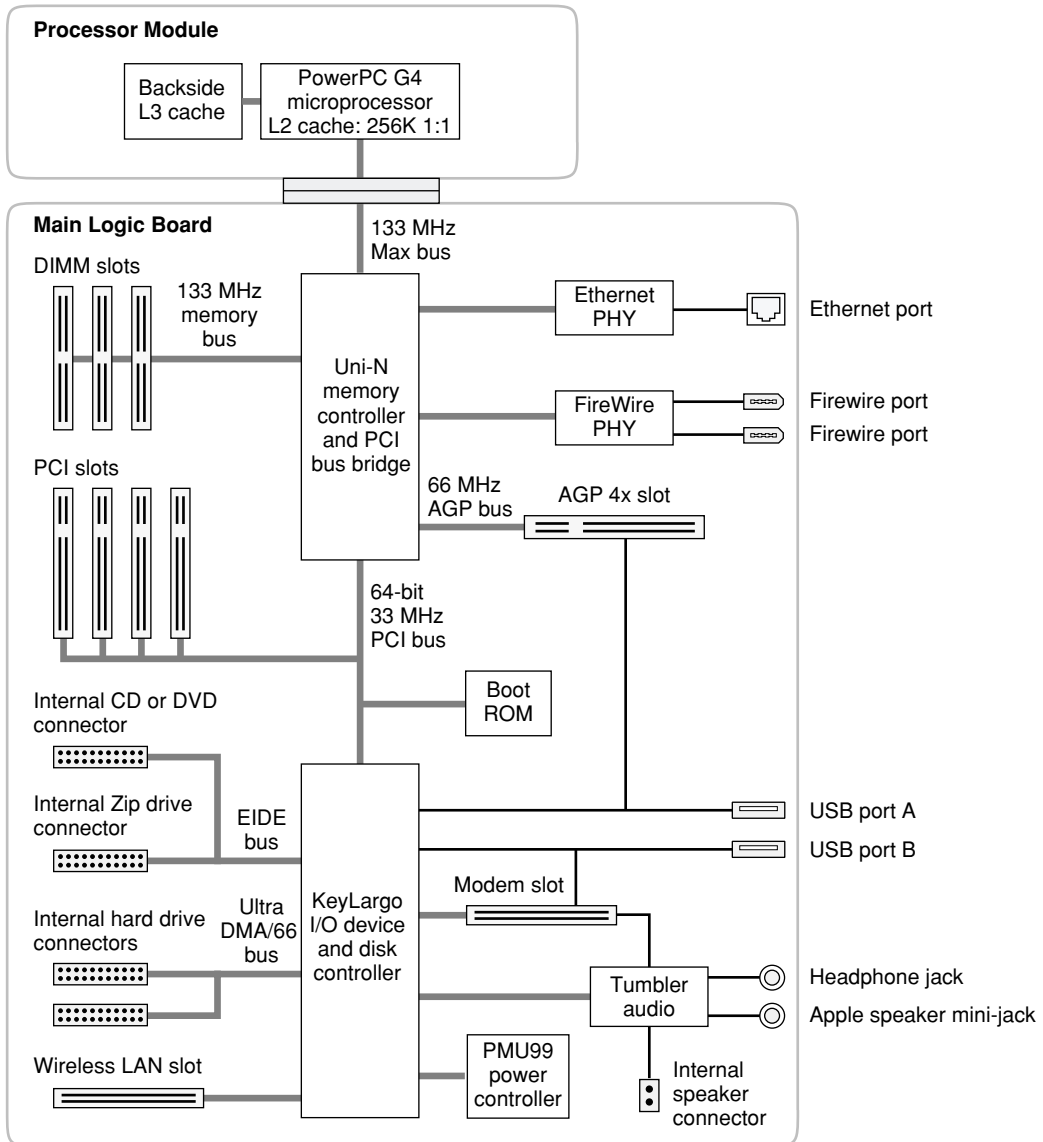 Processor Module
Backside
L3 cache
PowerPC G4
microprocessor
L2 cache: 256K 1:1
Main Logic Board
133 MHz
Max bus
DIMM slots
133 MHz
memory
bus
Uni-N
memory
controller
and PCI
bus bridge
Ethernet
PHY
Ethernet port
FireWire
PHY
Firewire port
Firewire port
PCI slots
66 MHz
AGP bus
AGP 4x slot
64-bit
33 MHz
PCI bus
Boot
ROM
Internal CD or DVD
connector
Internal Zip drive
connector
EIDE
bus
USB port A
USB port B
Modem slot
KeyLargo
I/O device
and disk
controller
Internal hard drive
connectors
Ultra
DMA/66
bus
Tumbler
audio
Headphone jack
Apple speaker mini-jack
Wireless LAN slot
PMU99
power
controller
Internal
speaker
connector